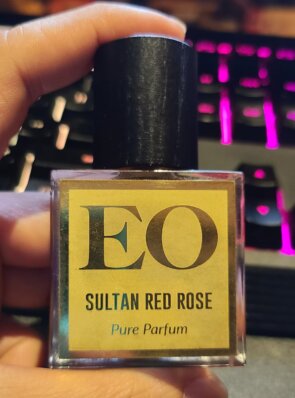 EO
SULTAN RED ROSE
Pure Parfum